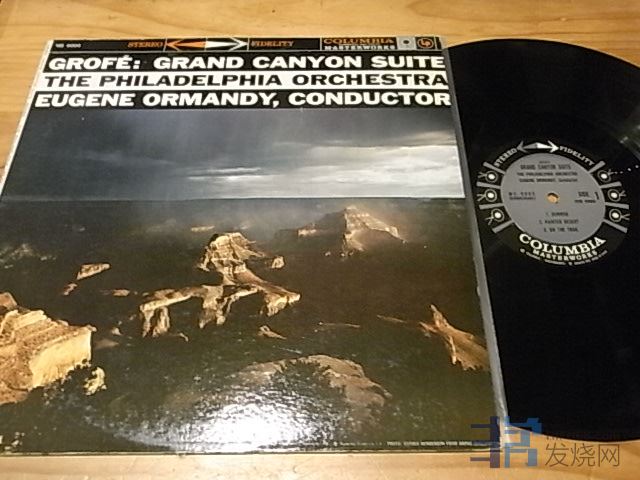 STEREO FIDELITY
COLUMBIA
MASTERWORKS
GROFÉ: GRAND CANYON SUITE
THE PHILADELPHIA ORCHESTRA
EUGENE ORMANDY, CONDUCTOR
STEREO FIDELITY
GRAND CANYON SUITE
THE PHILADELPHIA ORCHESTRA
EUGENE ORMANDY, Conductor
SIDE 1
1. SUNRISE
2. PAINTED DESERT
3. ON THE TRAIL
COLUMBIA
MASTERWORKS
发烧网